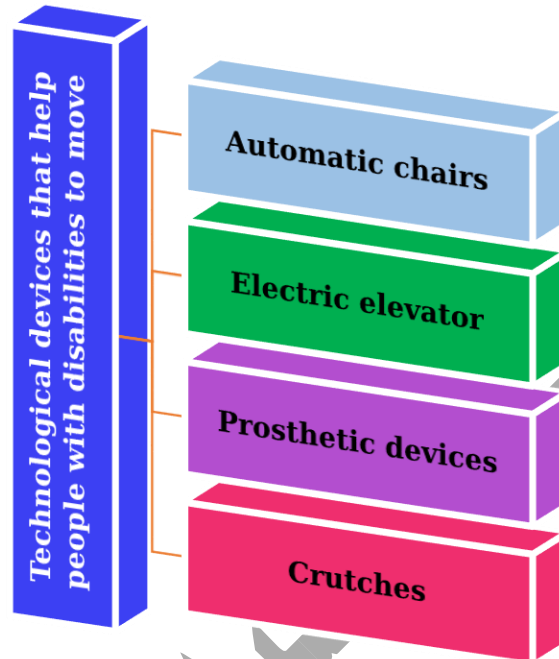 Technological devices that help
people with disabilities to move
Automatic chairs
Electric elevator
Prosthetic devices
Crutches